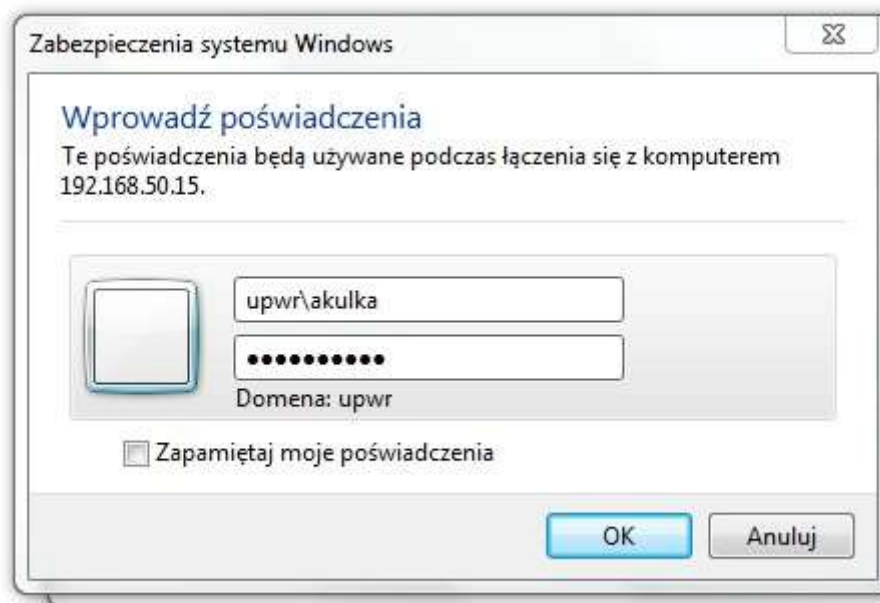 Zabezpieczenia systemu Windows
Wprowadź poświadczenia
Te poświadczenia będą używane podczas łączenia się z komputerem
192.168.50.15.
upwr\akulka
●●●●●●●●●●
Domena: upwr
Zapamiętaj moje poświadczenia
OK
Anuluj